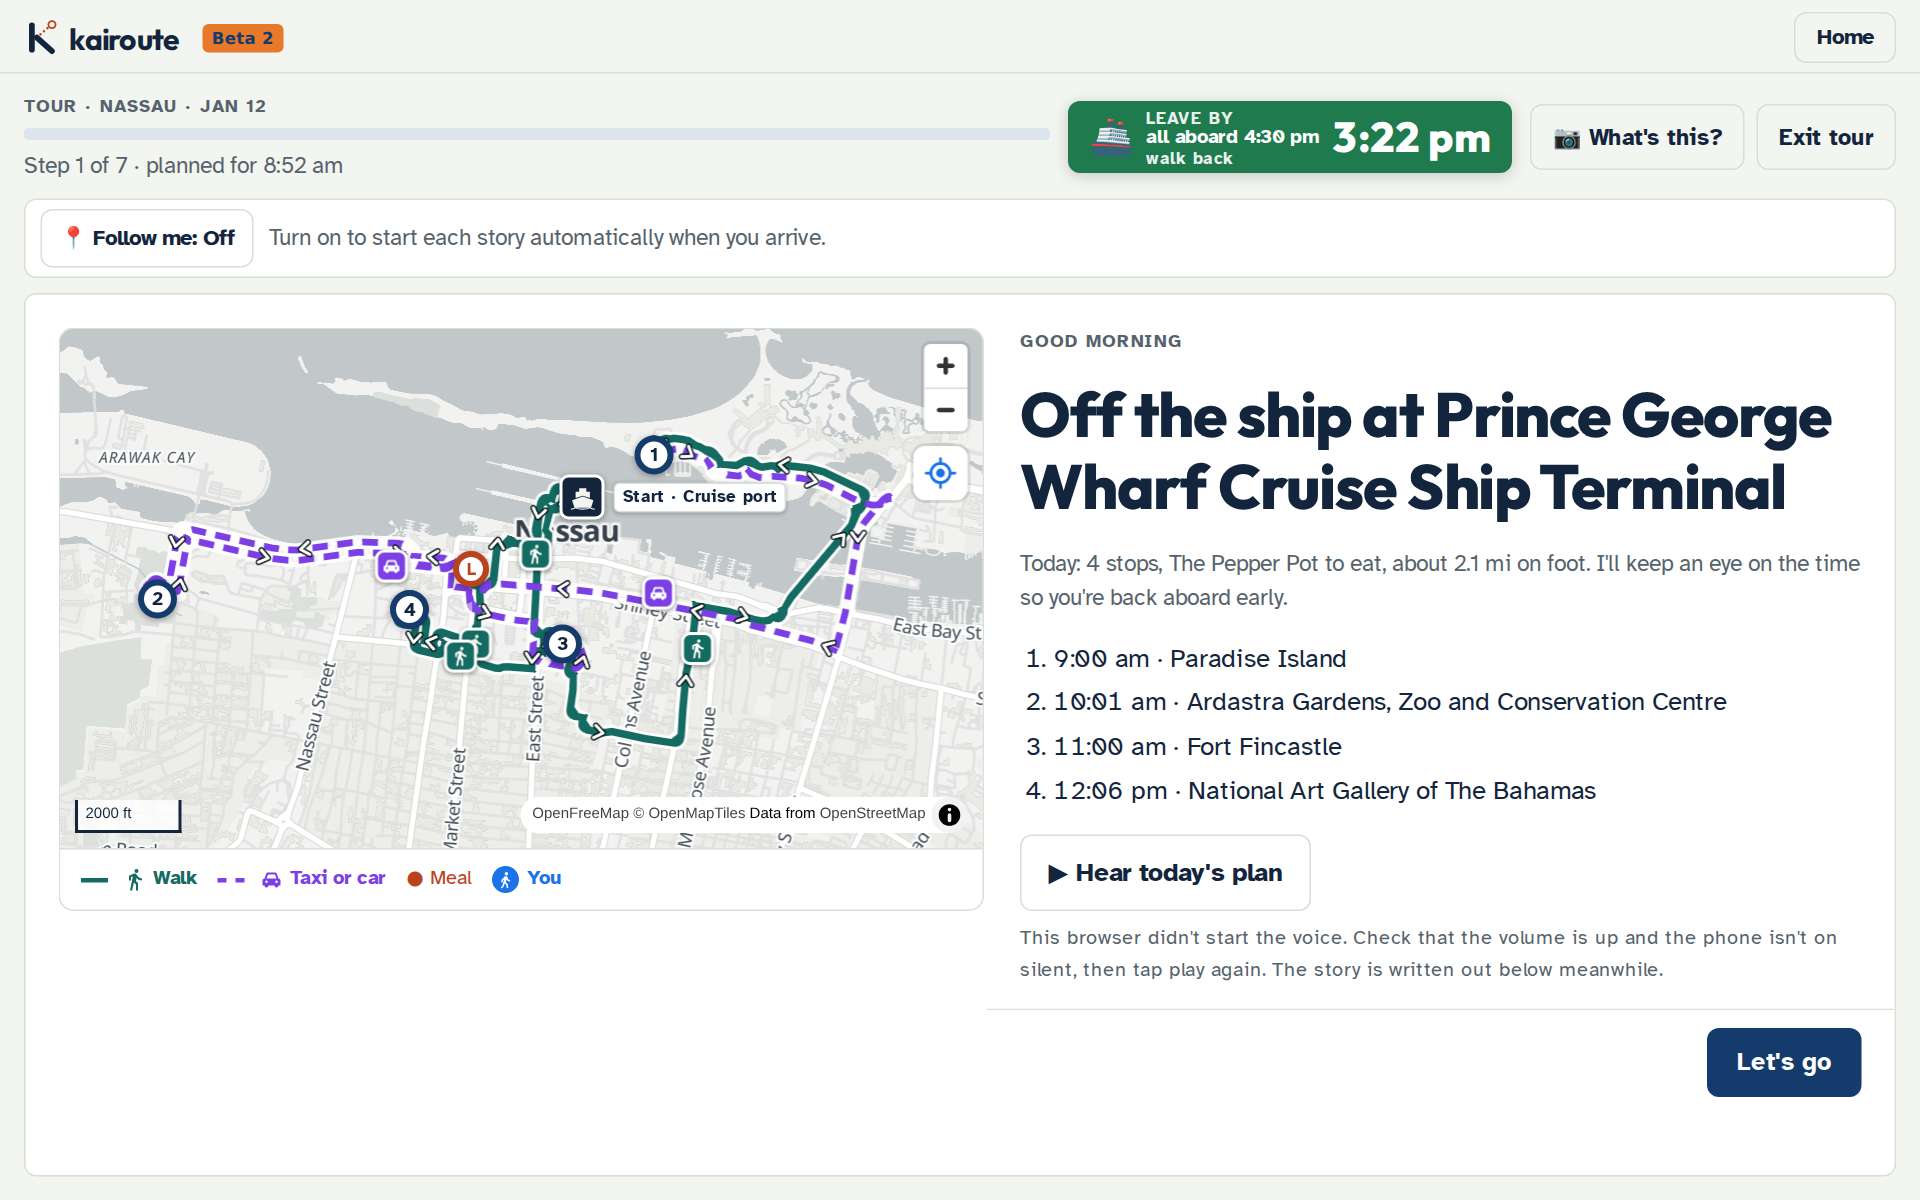 kairoute
Beta 2
Home
TOUR · NASSAU · JAN 12
Step 1 of 7 · planned for 8:52 am
LEAVE BY
all aboard 4:30 pm
walk back
3:22 pm
What's this?
Exit tour
Follow me: Off
Turn on to start each story automatically when you arrive.
ARAWAK CAY
1
Start · Cruise port
L
2
4
3
East Bay St
Nassau Street
East Street
Market Street
2000 ft
OpenFreeMap © OpenMapTiles Data from OpenStreetMap
Walk
Taxi or car
Meal
You
GOOD MORNING
Off the ship at Prince George
Wharf Cruise Ship Terminal
Today: 4 stops, The Pepper Pot to eat, about 2.1 mi on foot. I'll keep an eye on the time
so you're back aboard early.
1. 9:00 am · Paradise Island
2. 10:01 am · Ardastra Gardens, Zoo and Conservation Centre
3. 11:00 am · Fort Fincastle
4. 12:06 pm · National Art Gallery of The Bahamas
▶ Hear today's plan
This browser didn't start the voice. Check that the volume is up and the phone isn't on
silent, then tap play again. The story is written out below meanwhile.
Let's go